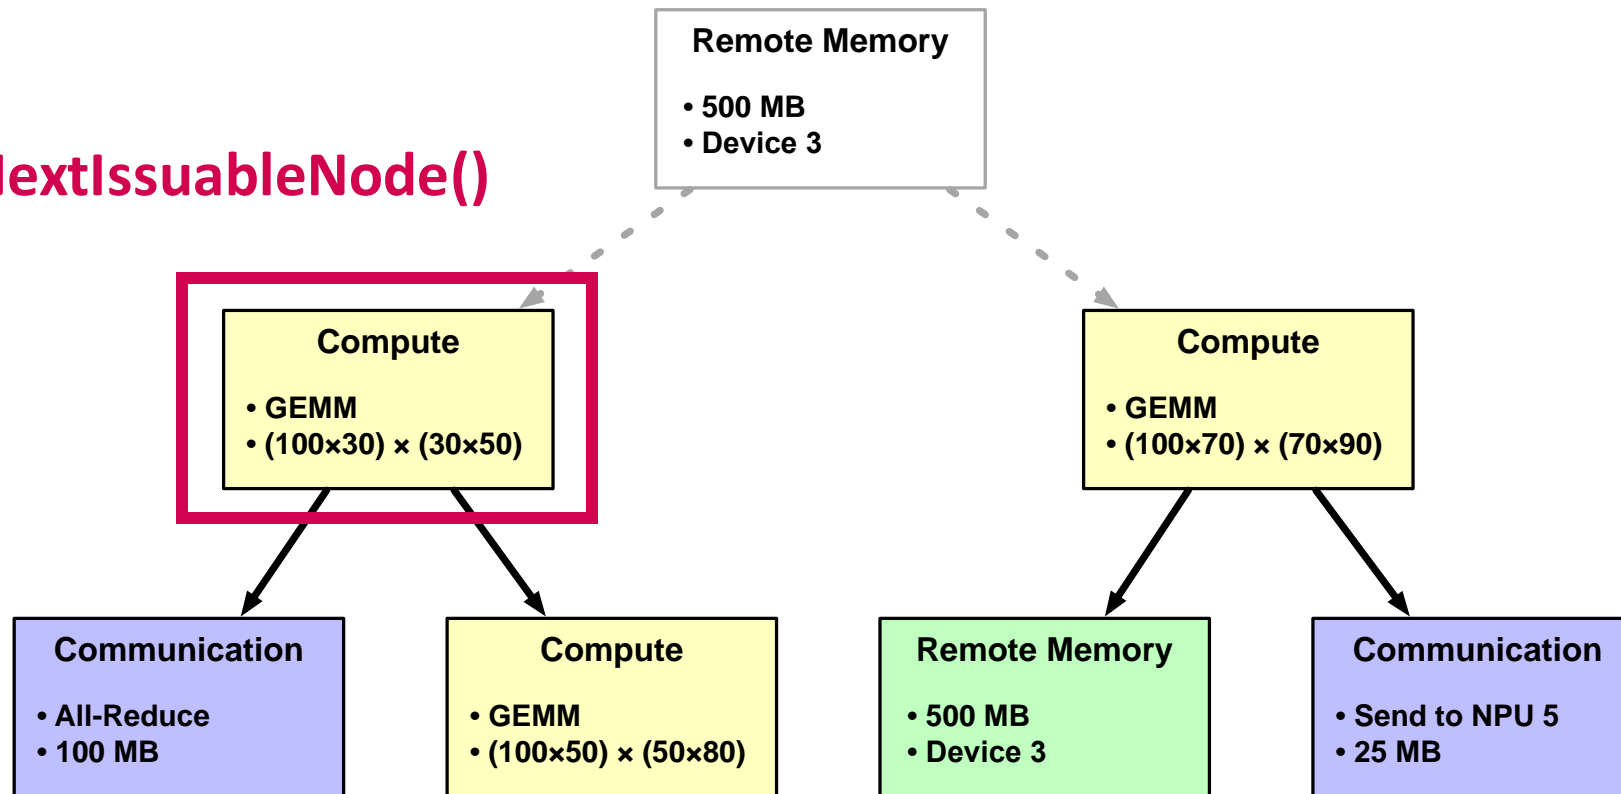 Remote Memory
• 500 MB
• Device 3
lextIssuableNode()
Compute
• GEMM
• (100×30) × (30×50)
Compute
• GEMM
• (100×70) × (70×90)
Communication
• All-Reduce
• 100 MB
Compute
• GEMM
• (100×50) × (50×80)
Remote Memory
• 500 MB
• Device 3
Communication
• Send to NPU 5
• 25 MB